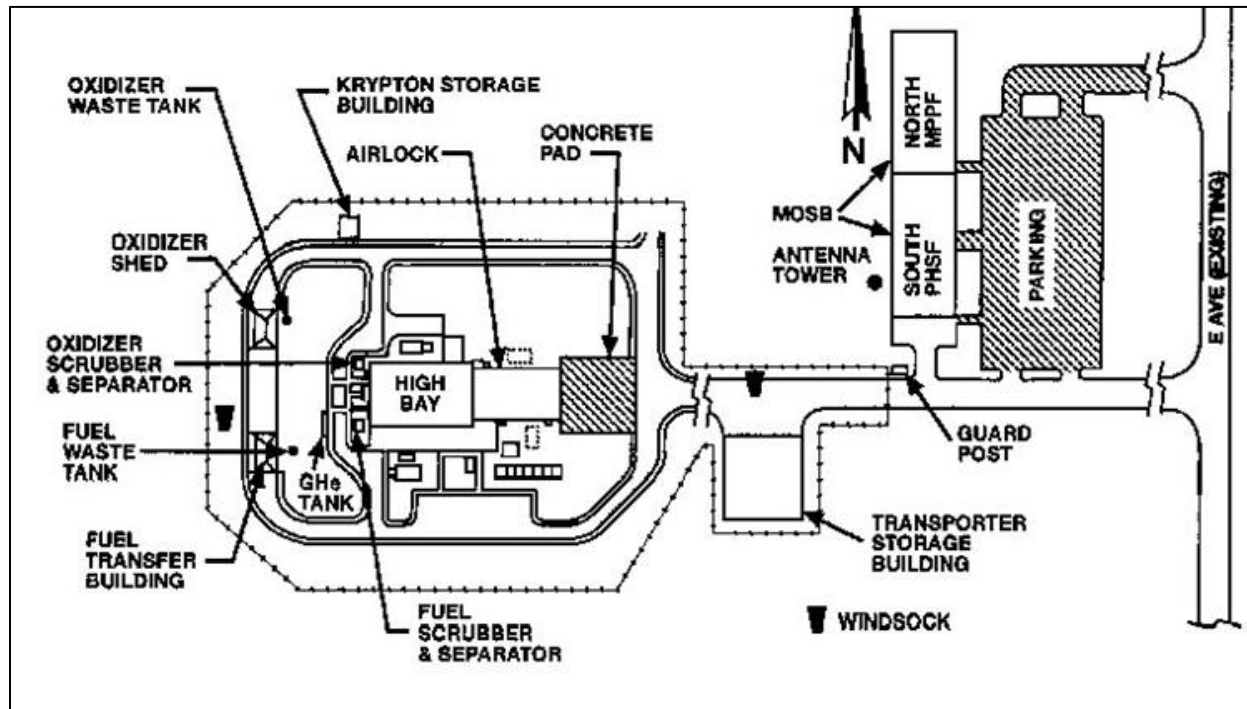 OXIDIZER
WASTE TANK
KRYPTON STORAGE
BUILDING
AIRLOCK
CONCRETE
PAD
N
NORTH
MPPF
MOSB
SOUTH
PHSF
ANTENNA
TOWER
PARKING
E AVE (EXISTING)
OXIDIZER
SHED
OXIDIZER
SCRUBBER
& SEPARATOR
HIGH
BAY
FUEL
WASTE
TANK
GHe
TANK
GUARD
POST
FUEL
TRANSFER
BUILDING
TRANSPORTER
STORAGE
BUILDING
FUEL
SCRUBBER
& SEPARATOR
WINDSOCK